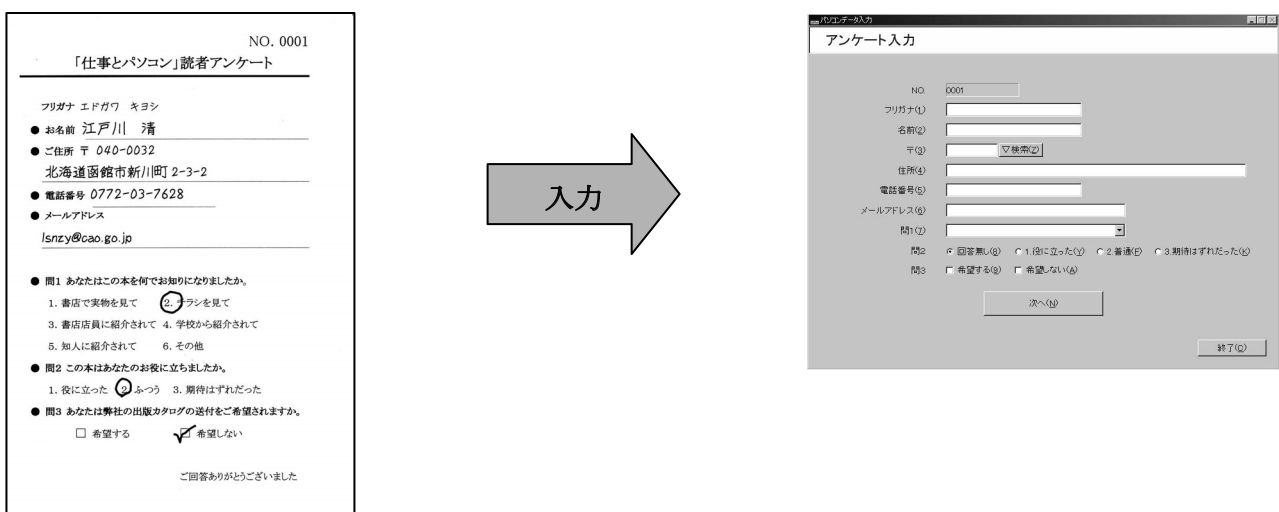 NO. 0001
「仕事とパソコン」読者アンケート
フリガナ エドガワ キヨシ
● お名前 江戸川 清
● ご住所 〒 040-0032
北海道函館市新川町 2-3-2
● 電話番号 0772-03-7628
● メールアドレス
lsnzy@cao.go.jp
● 問1 あなたはこの本を何でお知りになりましたか。
1. 書店で実物を見て 2. チラシを見て
3. 書店店員に紹介されて 4. 学校から紹介されて
5. 知人に紹介されて 6. その他
● 問2 この本はあなたのお役に立ちましたか。
1. 役に立った 2. ふつう 3. 期待はずれだった
● 問3 あなたは弊社の出版カタログの送付をご希望されますか。
□ 希望する □ 希望しない
ご回答ありがとうございました
入力
パソコンデータ入力
アンケート入力
NO. 0001
フリガナ(1)
名前(2)
〒(3) ▽検索(Z)
住所(4)
電話番号(5)
メールアドレス(6)
問1(7)
問2 回答無し(8) 1.役に立った(Y) 2.普通(F) 3.期待はずれだった(K)
問3 希望する(9) 希望しない(A)
次へ(N)
終了(C)